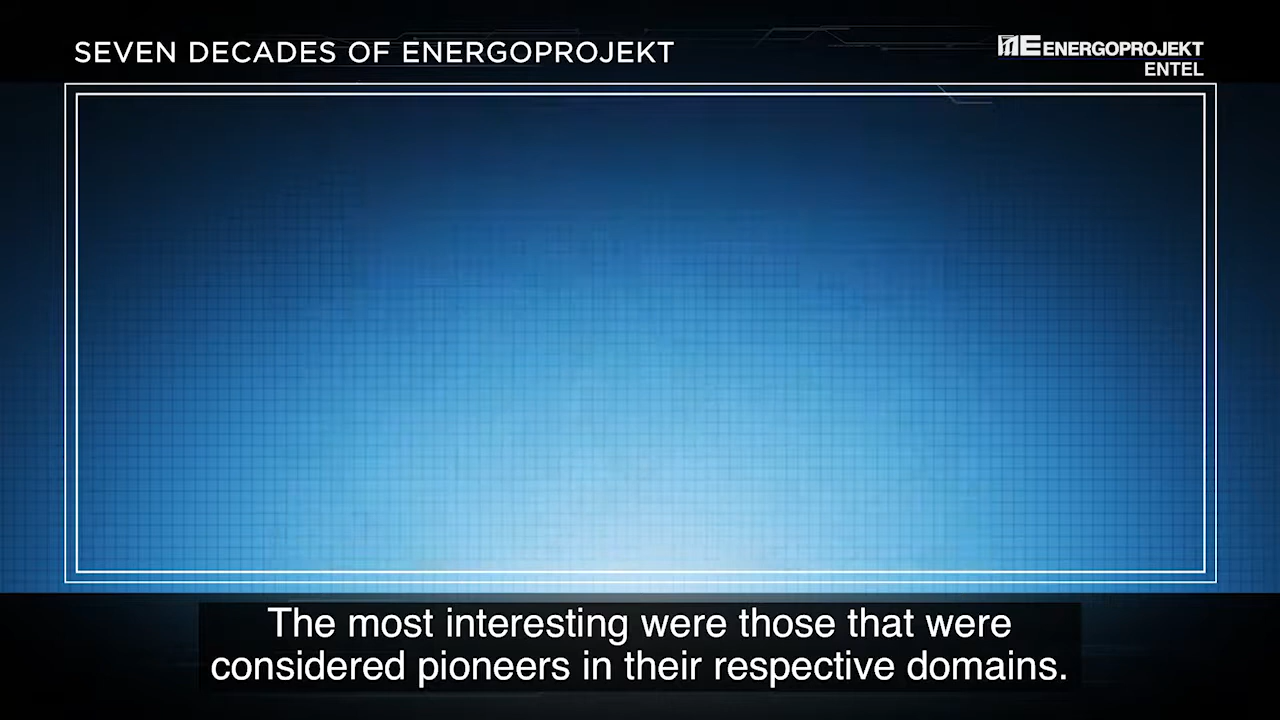 SEVEN DECADES OF ENERGOPROJEKT
ENERGOPROJEKT
ENTEL
The most interesting were those that were
considered pioneers in their respective domains.